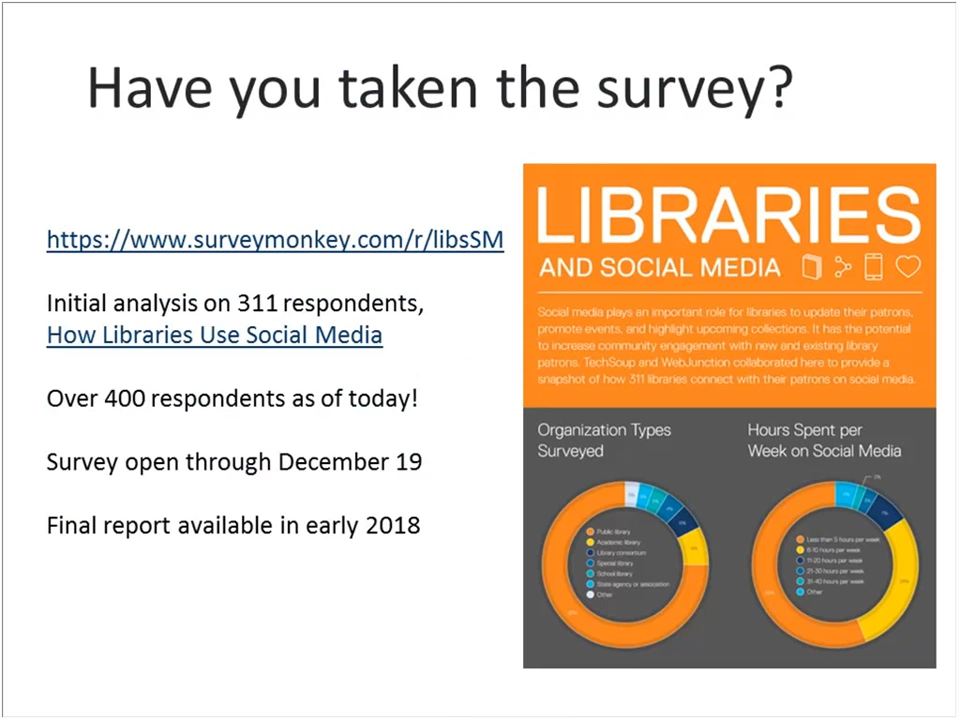 Have you taken the survey?
https://www.surveymonkey.com/r/libsSM
Initial analysis on 311 respondents,
How Libraries Use Social Media
Over 400 respondents as of today!
Survey open through December 19
Final report available in early 2018
LIBRARIES
AND SOCIAL MEDIA
Social media plays an important role for libraries to update their patrons,
promote events, and highlight upcoming collections. It has the potential
to increase community engagement with new and existing library
patrons. TechSoup and WebJunction collaborated here to provide a
snapshot of how 311 libraries connect with their patrons on social media.
Organization Types
Surveyed
Public library
Academic library
Library consortium
Special library
School library
State agency or association
Other
Hours Spent per
Week on Social Media
Less than 5 hours per week
6-10 hours per week
11-20 hours per week
21-30 hours per week
31-40 hours per week
Other